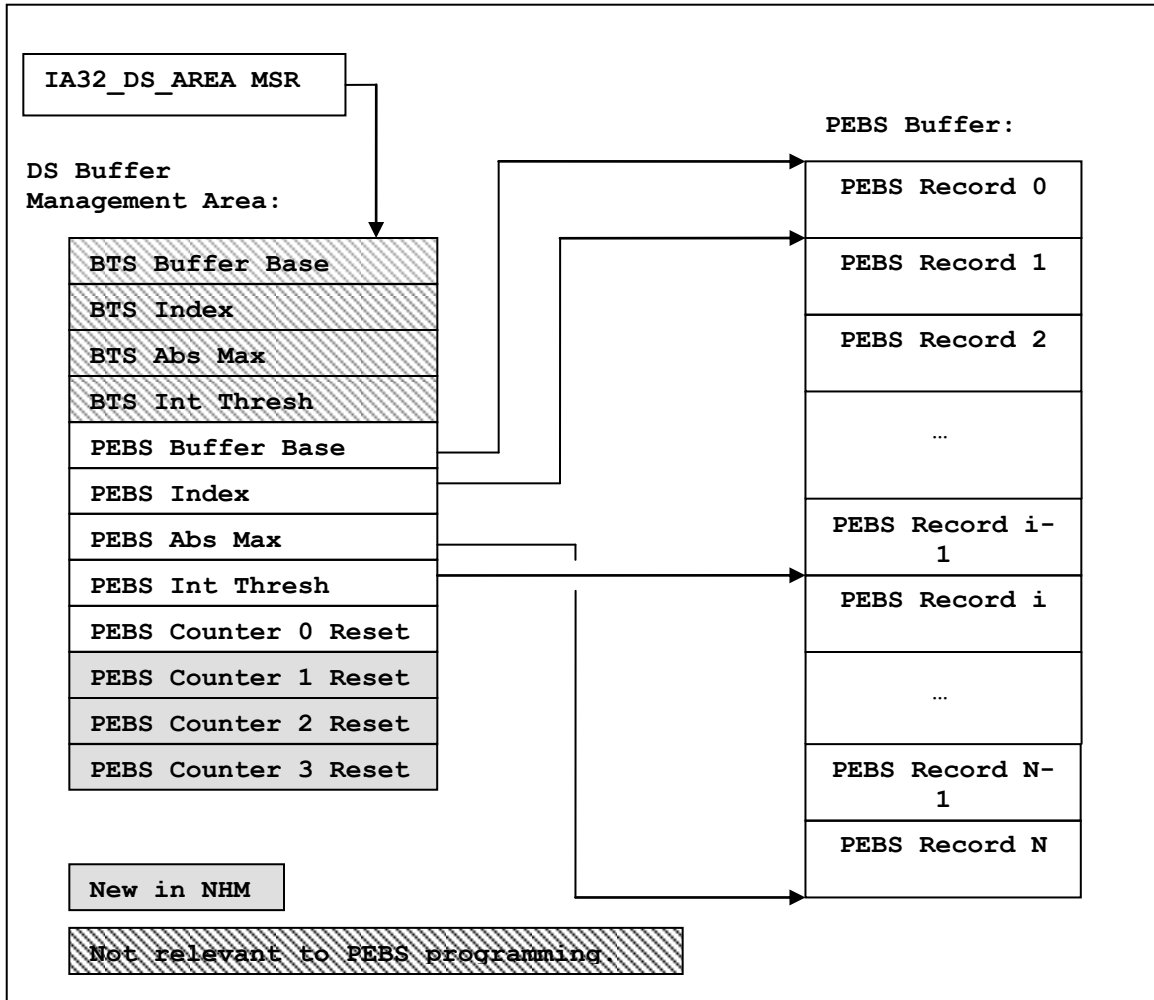 IA32_DS_AREA MSR
DS Buffer
Management Area:
BTS Buffer Base
BTS Index
BTS Abs Max
BTS Int Thresh
PEBS Buffer Base
PEBS Index
PEBS Abs Max
PEBS Int Thresh
PEBS Counter 0 Reset
PEBS Counter 1 Reset
PEBS Counter 2 Reset
PEBS Counter 3 Reset
New in NHM
Not relevant to PEBS programming.
PEBS Buffer:
PEBS Record 0
PEBS Record 1
PEBS Record 2
…
PEBS Record i-
1
PEBS Record i
…
PEBS Record N-
1
PEBS Record N